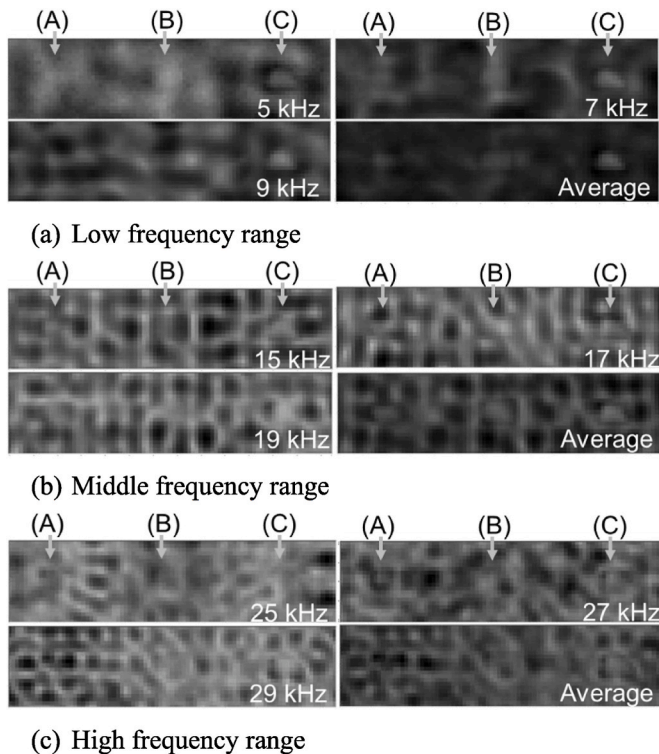 (A) (B) (C) (A) (B) (C)
5 kHz 7 kHz
9 kHz Average
(a) Low frequency range
(A) (B) (C) (A) (B) (C)
15 kHz 17 kHz
19 kHz Average
(b) Middle frequency range
(A) (B) (C) (A) (B) (C)
25 kHz 27 kHz
29 kHz Average
(c) High frequency range